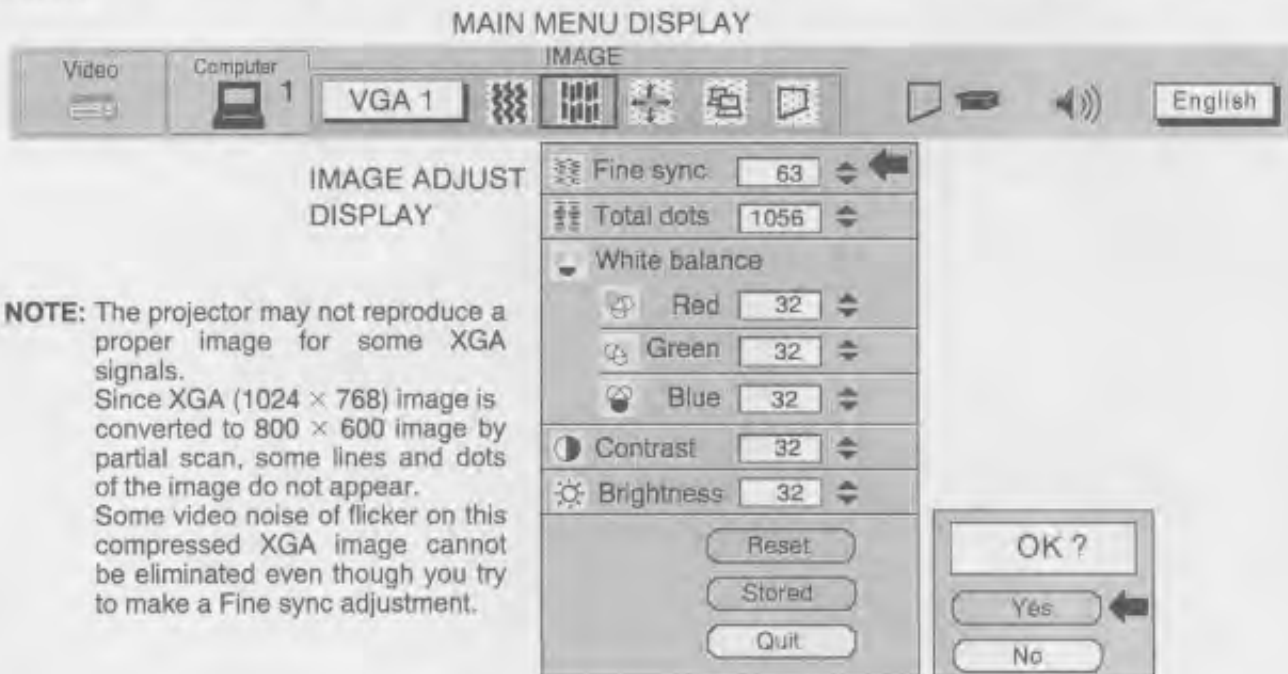 MAIN MENU DISPLAY
IMAGE
Video
Computer
1
VGA 1
English
IMAGE ADJUST
DISPLAY
Fine sync 63
Total dots 1056
White balance
Red 32
Green 32
Blue 32
Contrast 32
Brightness 32
Reset
Stored
Quit
OK ?
Yes
No
NOTE: The projector may not reproduce a
proper image for some XGA
signals.
Since XGA (1024 × 768) image is
converted to 800 × 600 image by
partial scan, some lines and dots
of the image do not appear.
Some video noise of flicker on this
compressed XGA image cannot
be eliminated even though you try
to make a Fine sync adjustment.